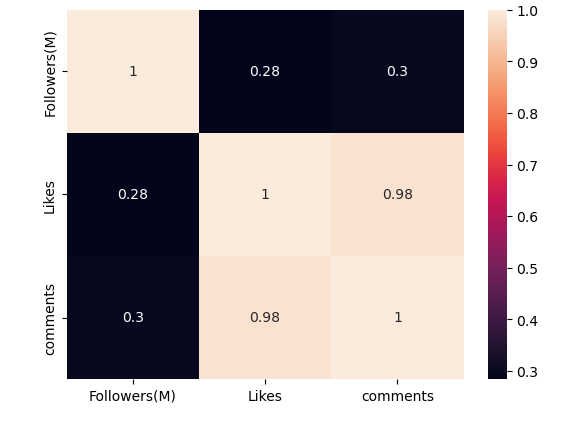 Followers(M)
1
0.28
0.3
Likes
0.28
1
0.98
comments
0.3
0.98
1
Followers(M)
Likes
comments
1.0
0.9
0.8
0.7
0.6
0.5
0.4
0.3